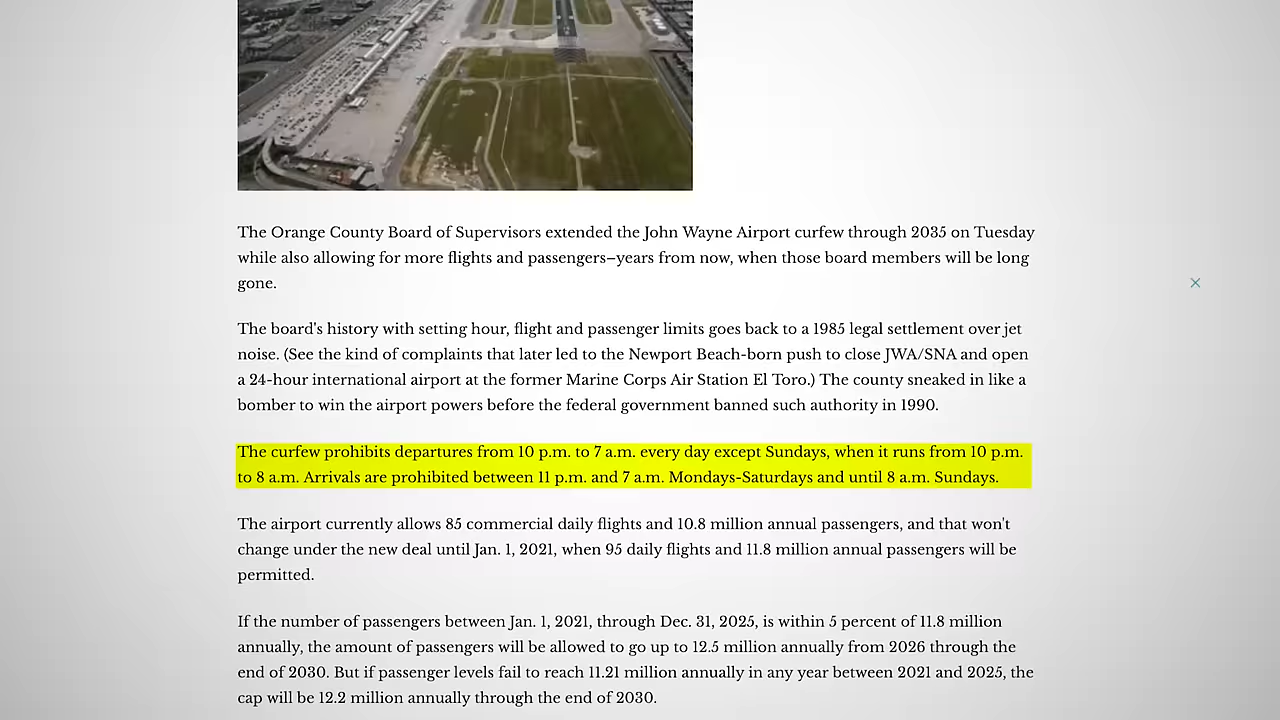 The Orange County Board of Supervisors extended the John Wayne Airport curfew through 2035 on Tuesday
while also allowing for more flights and passengers–years from now, when those board members will be long
gone.
The board's history with setting hour, flight and passenger limits goes back to a 1985 legal settlement over jet
noise. (See the kind of complaints that later led to the Newport Beach-born push to close JWA/SNA and open
a 24-hour international airport at the former Marine Corps Air Station El Toro.) The county sneaked in like a
bomber to win the airport powers before the federal government banned such authority in 1990.
The curfew prohibits departures from 10 p.m. to 7 a.m. every day except Sundays, when it runs from 10 p.m.
to 8 a.m. Arrivals are prohibited between 11 p.m. and 7 a.m. Mondays-Saturdays and until 8 a.m. Sundays.
The airport currently allows 85 commercial daily flights and 10.8 million annual passengers, and that won't
change under the new deal until Jan. 1, 2021, when 95 daily flights and 11.8 million annual passengers will be
permitted.
If the number of passengers between Jan. 1, 2021, through Dec. 31, 2025, is within 5 percent of 11.8 million
annually, the amount of passengers will be allowed to go up to 12.5 million annually from 2026 through the
end of 2030. But if passenger levels fail to reach 11.21 million annually in any year between 2021 and 2025, the
cap will be 12.2 million annually through the end of 2030.